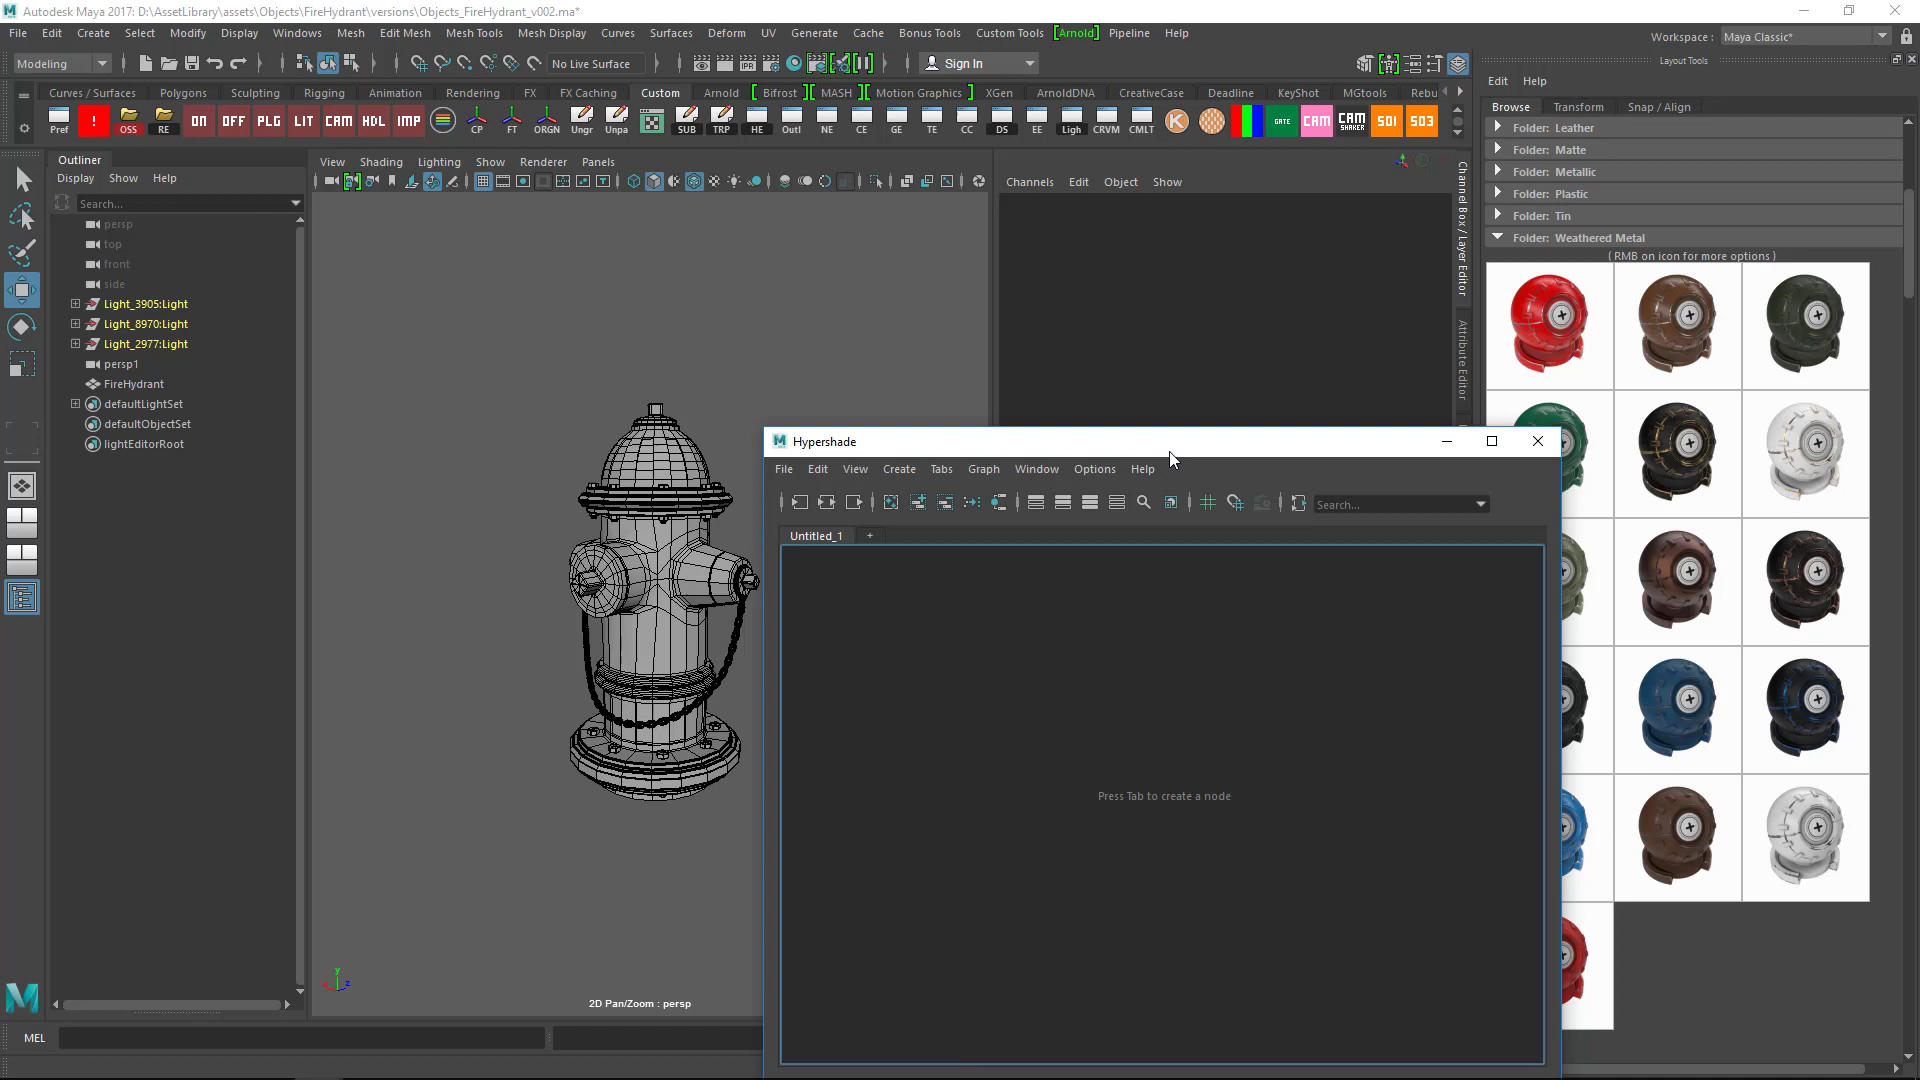 Autodesk Maya 2017: D:\AssetLibrary\assets\Objects\FireHydrant\versions\Objects_FireHydrant_v002.ma*
File Edit Create Select Modify Display Windows Mesh Edit Mesh Mesh Tools Mesh Display Curves Surfaces Deform UV Generate Cache Bonus Tools Custom Tools [Arnold] Pipeline Help
Workspace : Maya Classic*
Modeling No Live Surface IPR Sign In
Layout Tools
Edit Help
Curves / Surfaces Polygons Sculpting Rigging Animation Rendering FX FX Caching Custom Arnold [ Bifrost ] [ MASH ] [ Motion Graphics ] XGen ArnoldDNA CreativeCase Deadline KeyShot MGtools Rebu
Browse Transform Snap / Align
! ON OFF PLG LIT CAM HDL IMP GATE CAM CAM SHAKER SO1 SO3
Pref OSS RE CP FT ORGN Ungr Unpa SUB TRP HE Outl NE CE GE TE CC DS EE Ligh CRVM CMLT K
Folder: Leather
Folder: Matte
Folder: Metallic
Folder: Plastic
Folder: Tin
Folder: Weathered Metal
( RMB on icon for more options )
Outliner
Display Show Help
Search...
persp
top
front
side
Light_3905:Light
Light_8970:Light
Light_2977:Light
persp1
FireHydrant
defaultLightSet
defaultObjectSet
lightEditorRoot
View Shading Lighting Show Renderer Panels
Channels Edit Object Show
Channel Box / Layer Editor
Attribute Editor
Hypershade
File Edit View Create Tabs Graph Window Options Help
Search...
Untitled_1 +
Press Tab to create a node
y
x z
2D Pan/Zoom : persp
MEL